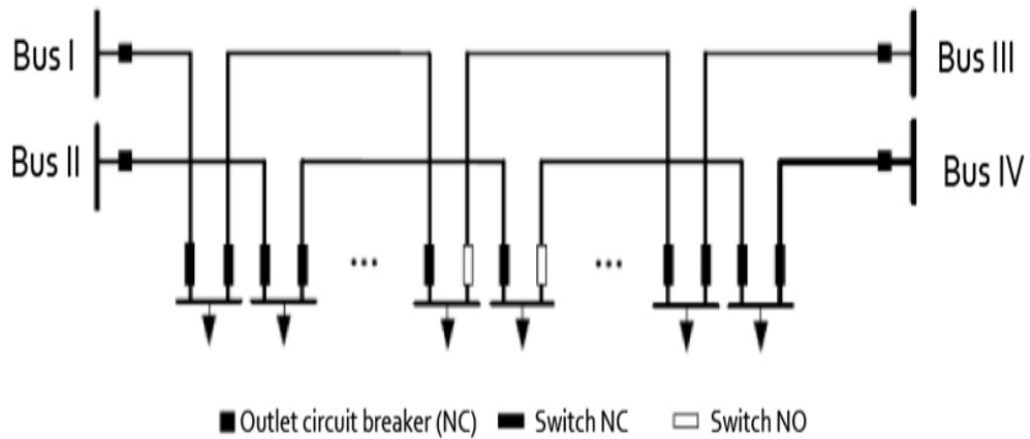 Bus I
Bus III
Bus II
Bus IV
... ...
Outlet circuit breaker (NC) Switch NC Switch NO